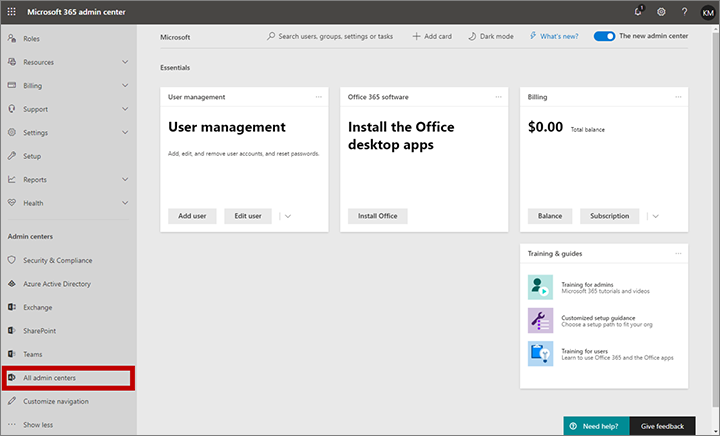 Microsoft 365 admin center
1
?
KM
Roles
Resources
Billing
Support
Settings
Setup
Reports
Health
Admin centers
Security & Compliance
Azure Active Directory
Exchange
SharePoint
Teams
All admin centers
Customize navigation
Show less
Microsoft
Search users, groups, settings or tasks
Add card
Dark mode
What's new?
The new admin center
Essentials
User management
User management
Add, edit, and remove user accounts, and reset passwords.
Add user
Edit user
Office 365 software
Install the Office
desktop apps
Install Office
Billing
$0.00 Total balance
Balance
Subscription
Training & guides
Training for admins
Microsoft 365 tutorials and videos
Customized setup guidance
Choose a setup path to fit your org
Training for users
Learn to use Office 365 and the Office apps
Need help?
Give feedback